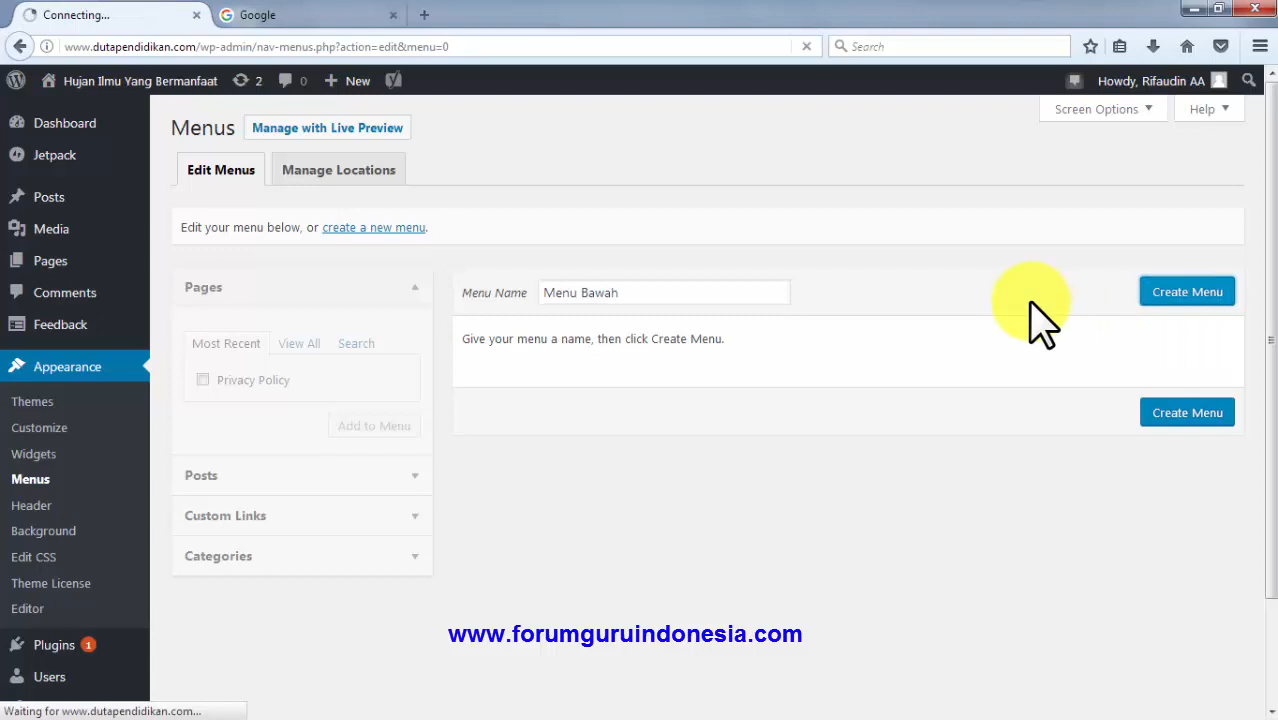 Connecting...
Google
www.dutapendidikan.com/wp-admin/nav-menus.php?action=edit&menu=0
Search
Hujan Ilmu Yang Bermanfaat
2
0
New
Howdy, Rifaudin AA
Dashboard
Jetpack
Posts
Media
Pages
Comments
Feedback
Appearance
Themes
Customize
Widgets
Menus
Header
Background
Edit CSS
Theme License
Editor
Plugins 1
Users
Screen Options
Help
Menus
Manage with Live Preview
Edit Menus
Manage Locations
Edit your menu below, or create a new menu.
Pages
Most Recent
View All
Search
Privacy Policy
Add to Menu
Posts
Custom Links
Categories
Menu Name
Menu Bawah
Create Menu
Give your menu a name, then click Create Menu.
Create Menu
www.forumguruindonesia.com
Waiting for www.dutapendidikan.com...